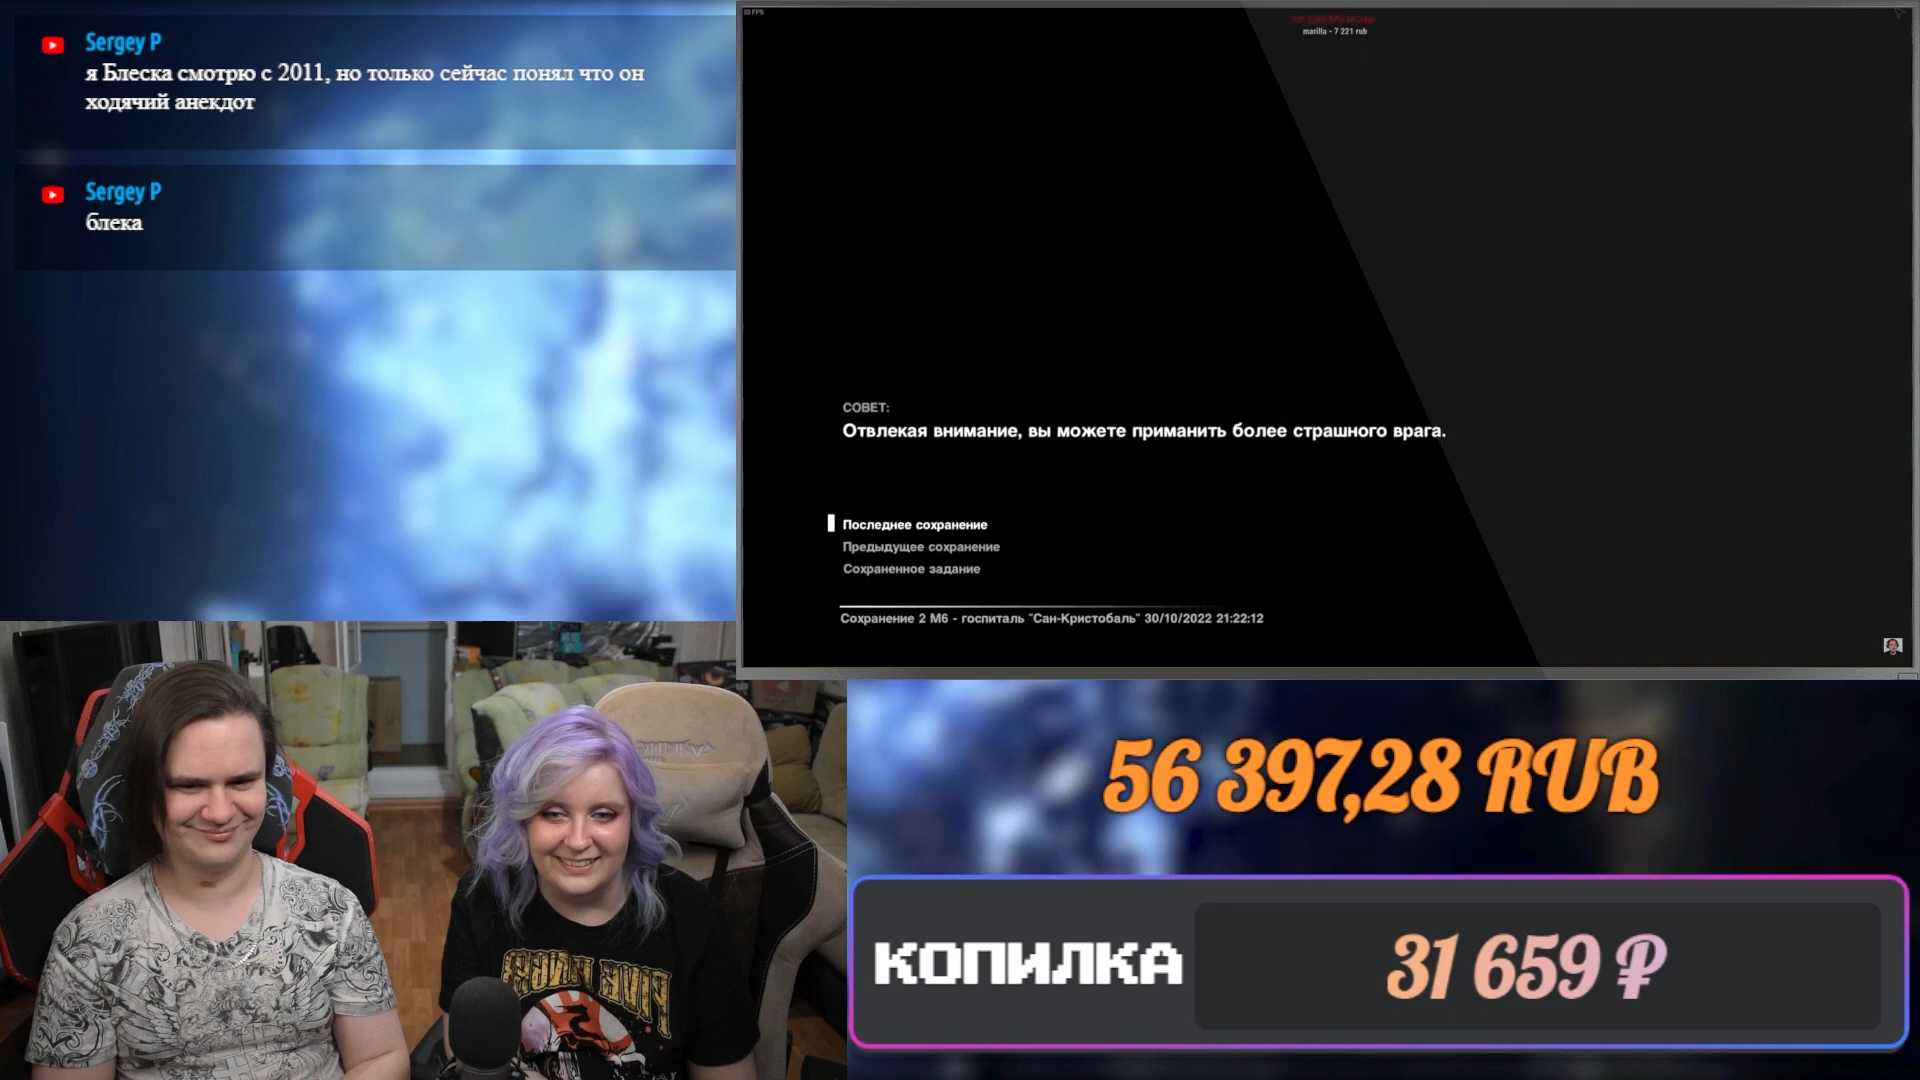 Sergey P
я Блеска смотрю с 2011, но только сейчас понял что он
ходячий анекдот
Sergey P
блека
marilla - 7 221 rub
СОВЕТ:
Отвлекая внимание, вы можете приманить более страшного врага.
Последнее сохранение
Предыдущее сохранение
Сохраненное задание
Сохранение 2 М6 - госпиталь "Сан-Кристобаль" 30/10/2022 21:22:12
56 397,28 RUB
КОПИЛКА
31 659 ₽